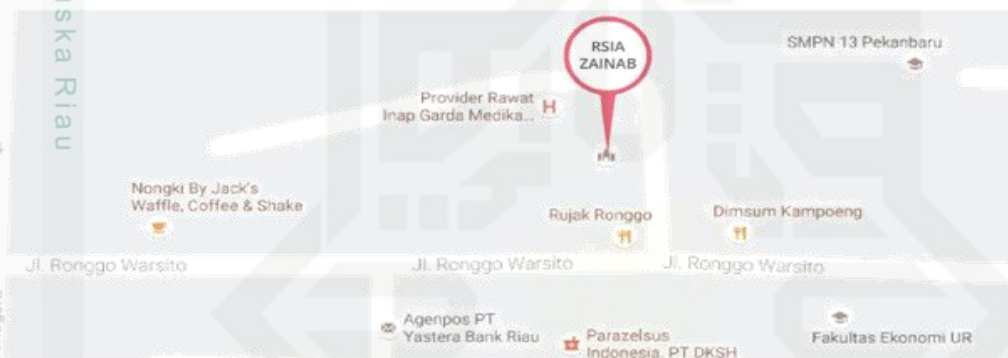 uska Riau
RSIA
ZAINAB
SMPN 13 Pekanbaru
Provider Rawat
Inap Garda Medika..
H
Nongki By Jack's
Waffle, Coffee & Shake
Rujak Ronggo
Dimsum Kampoeng
Jl. Ronggo Warsito
Jl. Ronggo Warsito
Jl. Ronggo Warsito
Agenpos PT
Yastera Bank Riau
Parazelsus
Indonesia, PT DKSH
Fakultas Ekonomi UR